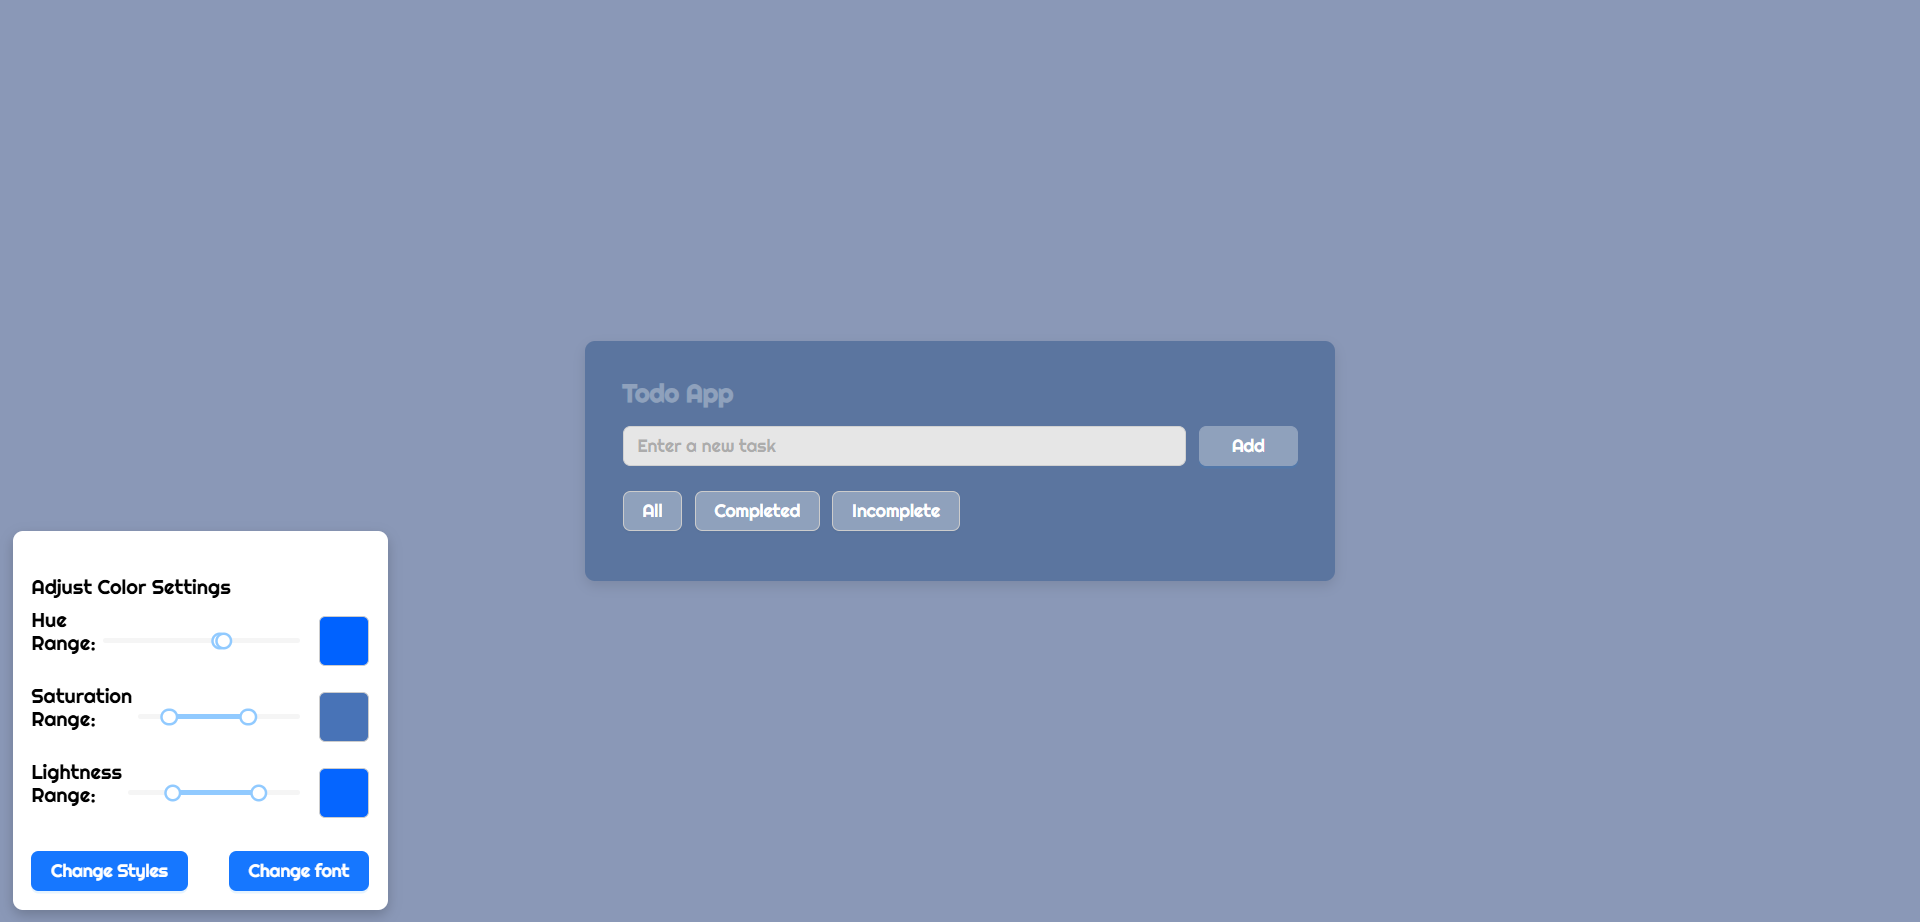 Todo App
Enter a new task
Add
All
Completed
Incomplete
Adjust Color Settings
Hue
Range:
Saturation
Range:
Lightness
Range:
Change Styles
Change font